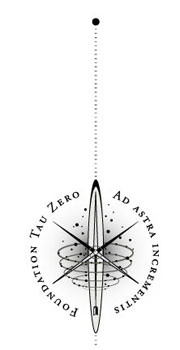 Foundation Tau Zero
Ad astra incrementis